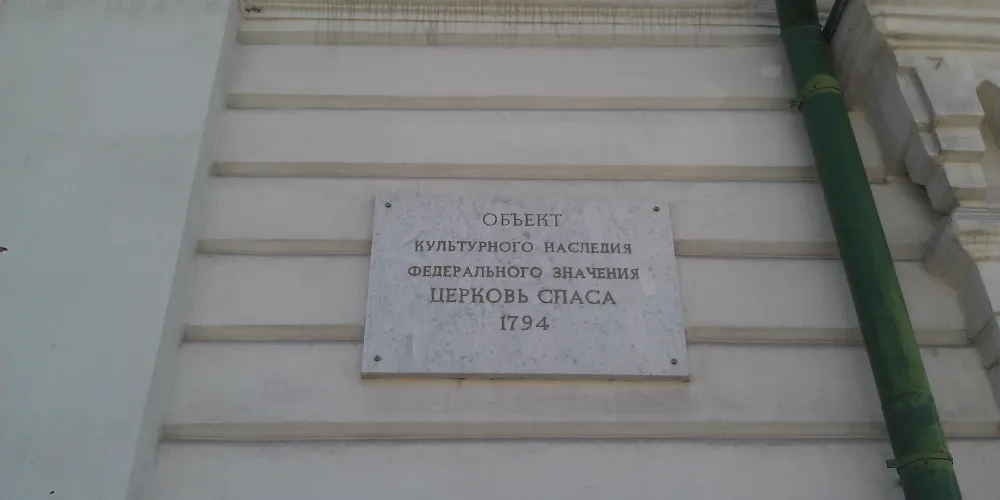 ОБЪЕКТ
КУЛЬТУРНОГО НАСЛЕДИЯ
ФЕДЕРАЛЬНОГО ЗНАЧЕНИЯ
ЦЕРКОВЬ СПАСА
1794